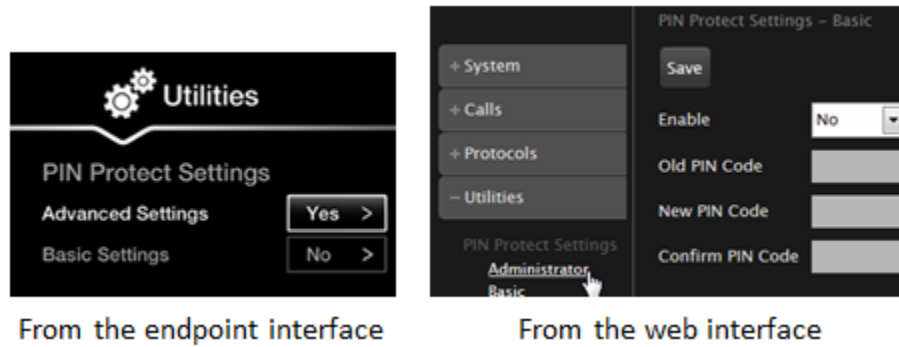 Utilities
PIN Protect Settings
Advanced Settings Yes >
Basic Settings No >
From the endpoint interface
PIN Protect Settings – Basic
+ System
+ Calls
+ Protocols
– Utilities
PIN Protect Settings
Administrator
Basic
Save
Enable No
Old PIN Code
New PIN Code
Confirm PIN Code
From the web interface